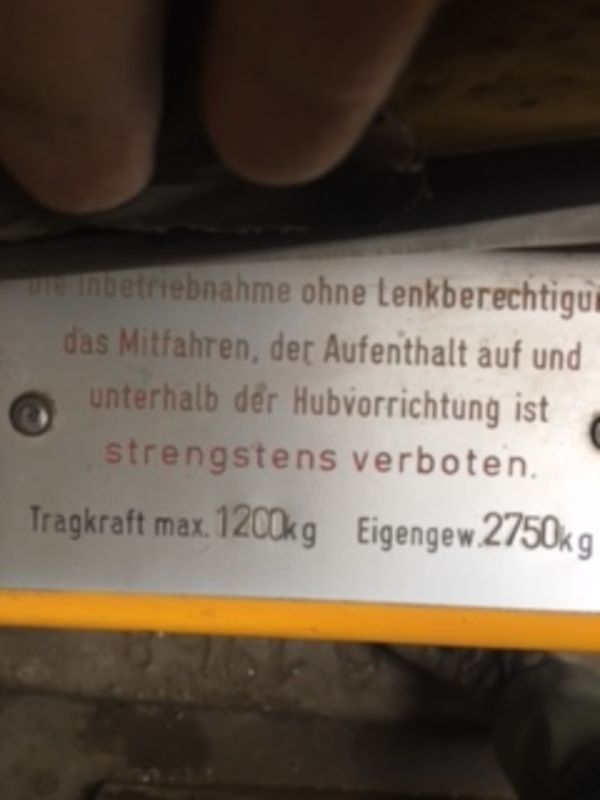 Die Inbetriebnahme ohne Lenkberechtigu
das Mitfahren, der Aufenthalt auf und
unterhalb der Hubvorrichtung ist
strengstens verboten.
Tragkraft max. 1200kg Eigengew. 2750kg